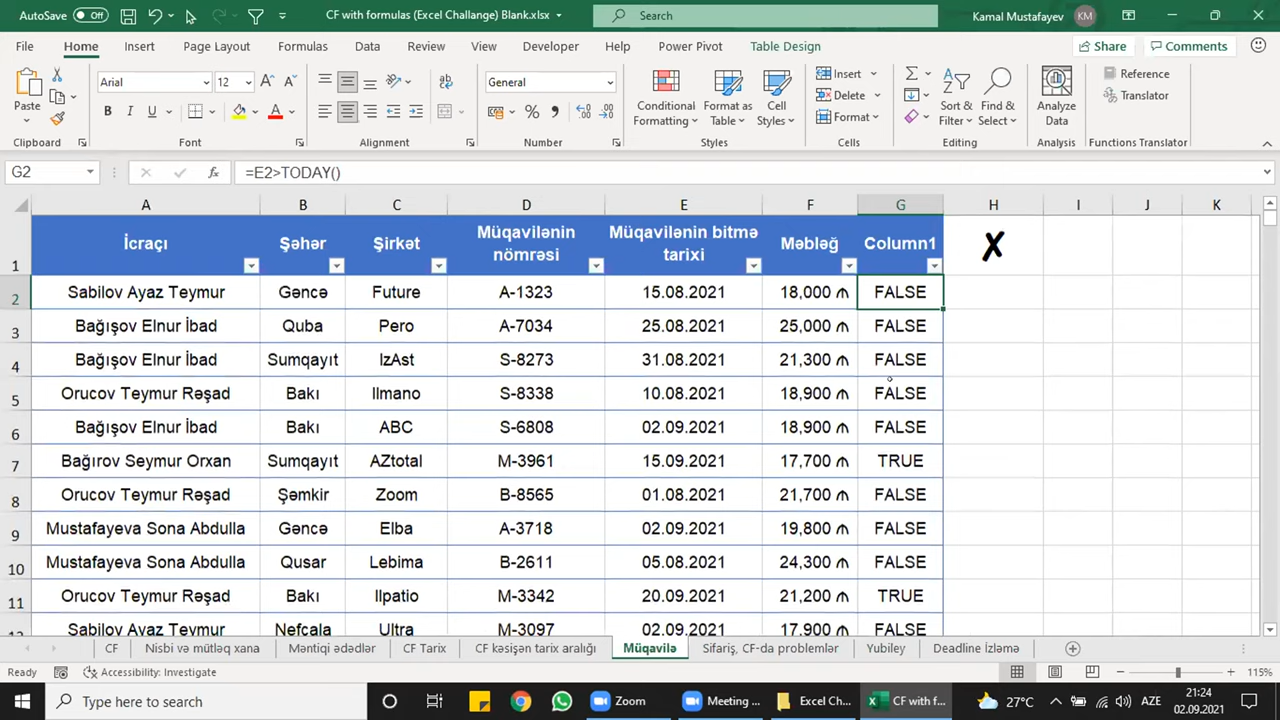 AutoSave Off CF with formulas (Excel Challange) Blank.xlsx Search Kamal Mustafayev KM
File Home Insert Page Layout Formulas Data Review View Developer Help Power Pivot Table Design Share Comments
Paste Arial 12 General Conditional Formatting Format as Table Cell Styles Insert Delete Format Sort & Filter Find & Select Analyze Data Reference Translator
Clipboard Font Alignment Number Styles Cells Editing Analysis Functions Translator
G2 =E2>TODAY()
A B C D E F G H I J K
1 İcraçı Şəhər Şirkət Müqavilənin nömrəsi Müqavilənin bitmə tarixi Məbləğ Column1 X
2 Sabilov Ayaz Teymur Gəncə Future A-1323 15.08.2021 18,000 ₼ FALSE
3 Bağışov Elnur İbad Quba Pero A-7034 25.08.2021 25,000 ₼ FALSE
4 Bağışov Elnur İbad Sumqayıt IzAst S-8273 31.08.2021 21,300 ₼ FALSE
5 Orucov Teymur Rəşad Bakı Ilmano S-8338 10.08.2021 18,900 ₼ FALSE
6 Bağışov Elnur İbad Bakı ABC S-6808 02.09.2021 18,900 ₼ FALSE
7 Bağırov Seymur Orxan Sumqayıt AZtotal M-3961 15.09.2021 17,700 ₼ TRUE
8 Orucov Teymur Rəşad Şəmkir Zoom B-8565 01.08.2021 21,700 ₼ FALSE
9 Mustafayeva Sona Abdulla Gəncə Elba A-3718 02.09.2021 19,800 ₼ FALSE
10 Mustafayeva Sona Abdulla Qusar Lebima B-2611 05.08.2021 24,300 ₼ FALSE
11 Orucov Teymur Rəşad Bakı Ilpatio M-3342 20.09.2021 21,200 ₼ TRUE
Sabilov Ayaz Teymur Nefçala Ultra M-3097 02.09.2021 17,900 ₼ FALSE
CF Nisbi və mütləq xana Məntiqi ədədlər CF Tarix CF kəsişən tarix aralığı Müqavilə Sifariş, CF-da problemlər Yubiley Deadline İzləmə
Ready Accessibility: Investigate 115%
Type here to search Zoom Meeting ... Excel Ch... CF with f... 27°C AZE 21:24
02.09.2021